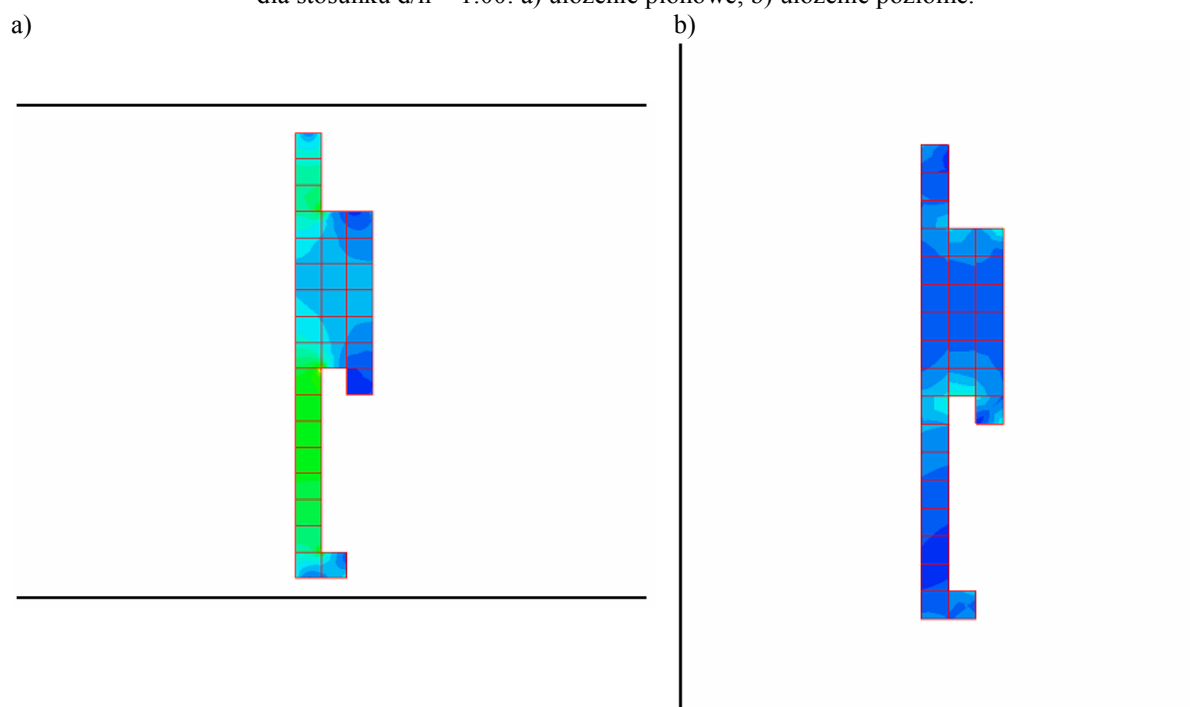 dla stosunku d/h = 1.00: a) ułożenie pionowe, b) ułożenie poziome.
a)
b)